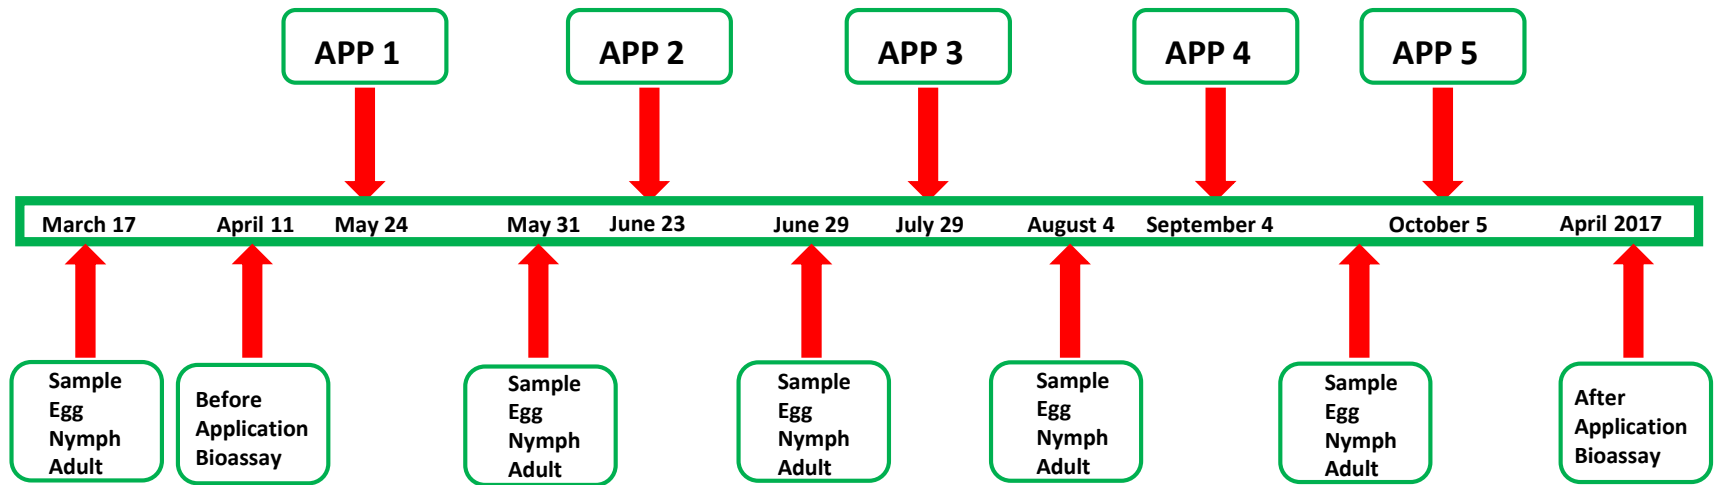 APP 1
APP 2
APP 3
APP 4
APP 5
March 17
April 11
May 24
May 31
June 23
June 29
July 29
August 4
September 4
October 5
April 2017
Sample
Egg
Nymph
Adult
Before
Application
Bioassay
Sample
Egg
Nymph
Adult
Sample
Egg
Nymph
Adult
Sample
Egg
Nymph
Adult
Sample
Egg
Nymph
Adult
After
Application
Bioassay